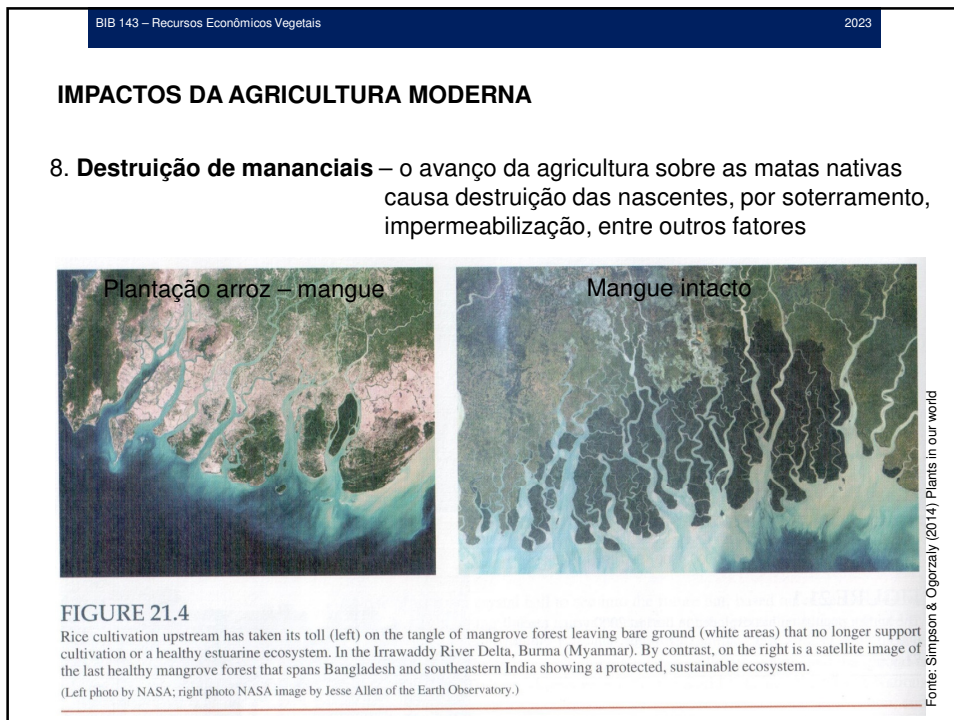 BIB 143 – Recursos Econômicos Vegetais 2023
IMPACTOS DA AGRICULTURA MODERNA
8. Destruição de mananciais – o avanço da agricultura sobre as matas nativas
causa destruição das nascentes, por soterramento,
impermeabilização, entre outros fatores
Plantação arroz – mangue
Mangue intacto
FIGURE 21.4
Rice cultivation upstream has taken its toll (left) on the tangle of mangrove forest leaving bare ground (white areas) that no longer support
cultivation or a healthy estuarine ecosystem. In the Irrawaddy River Delta, Burma (Myanmar). By contrast, on the right is a satellite image of
the last healthy mangrove forest that spans Bangladesh and southeastern India showing a protected, sustainable ecosystem.
(Left photo by NASA; right photo NASA image by Jesse Allen of the Earth Observatory.)
Fonte: Simpson & Ogorzaly (2014) Plants in our world